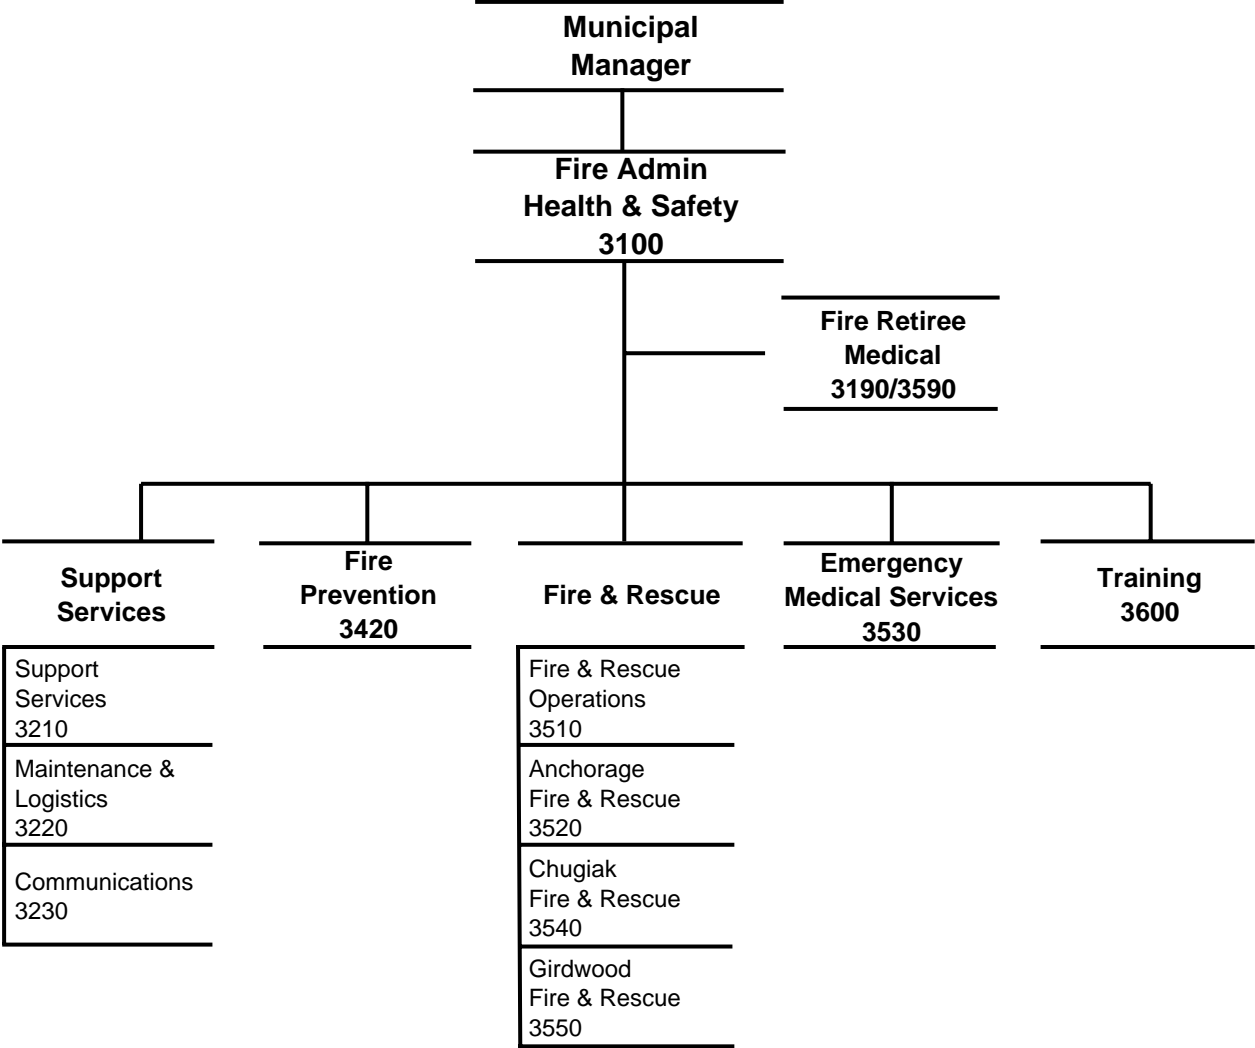 Municipal
Manager
Fire Admin
Health & Safety
3100
Fire Retiree
Medical
3190/3590
Support
Services
Fire
Prevention
3420
Fire & Rescue
Emergency
Medical Services
3530
Training
3600
Support
Services
3210
Maintenance &
Logistics
3220
Communications
3230
Fire & Rescue
Operations
3510
Anchorage
Fire & Rescue
3520
Chugiak
Fire & Rescue
3540
Girdwood
Fire & Rescue
3550